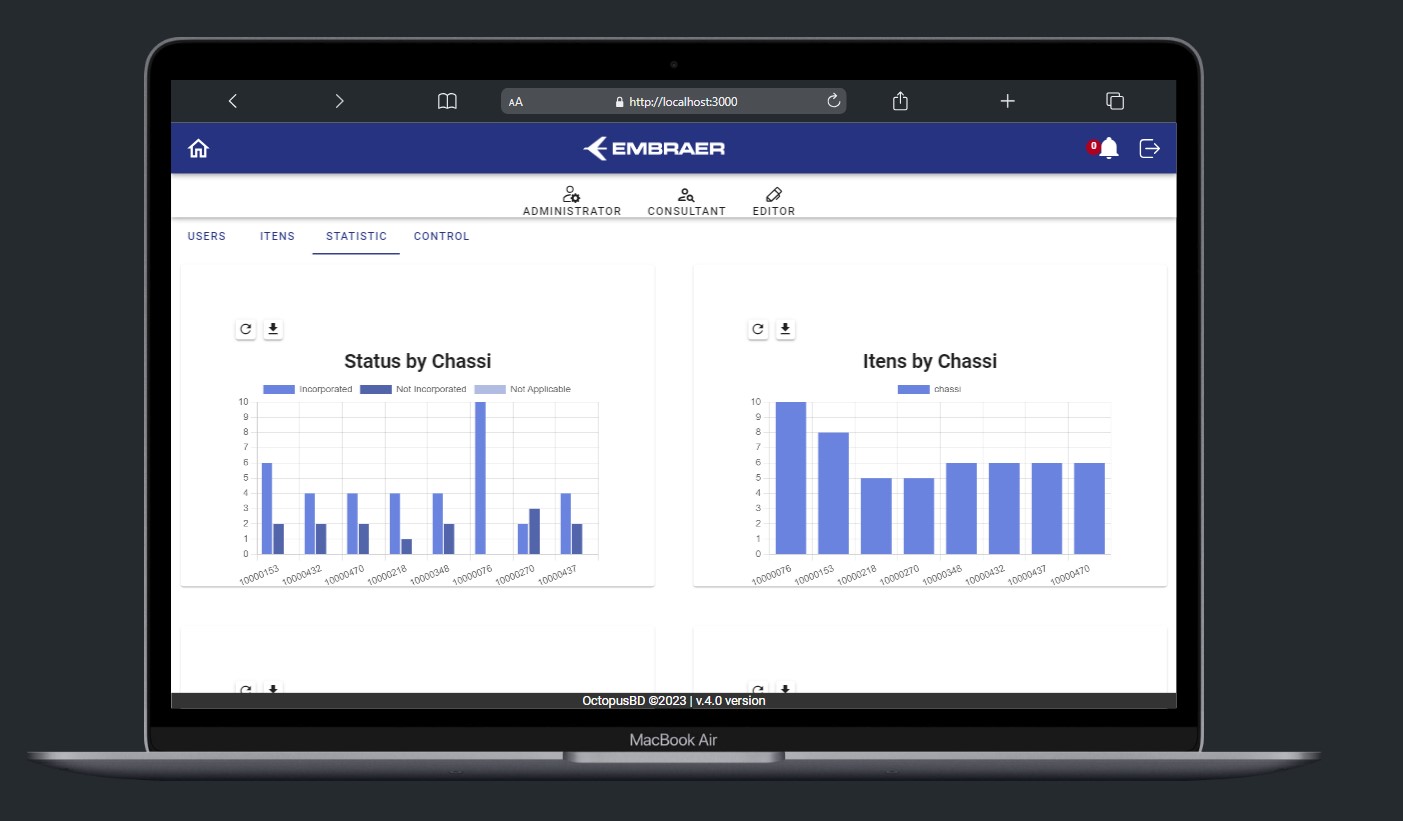 AA http://localhost:3000
EMBRAER
0
ADMINISTRATOR CONSULTANT EDITOR
USERS ITENS STATISTIC CONTROL
Status by Chassi
Incorporated Not Incorporated Not Applicable
10
9
8
7
6
5
4
3
2
1
0
10000153 10000432 10000470 10000218 10000348 10000076 10000270 10000437
Itens by Chassi
chassi
10
9
8
7
6
5
4
3
2
1
0
10000076 10000153 10000218 10000270 10000348 10000432 10000437 10000470
OctopusBD ©2023 | v.4.0 version
MacBook Air